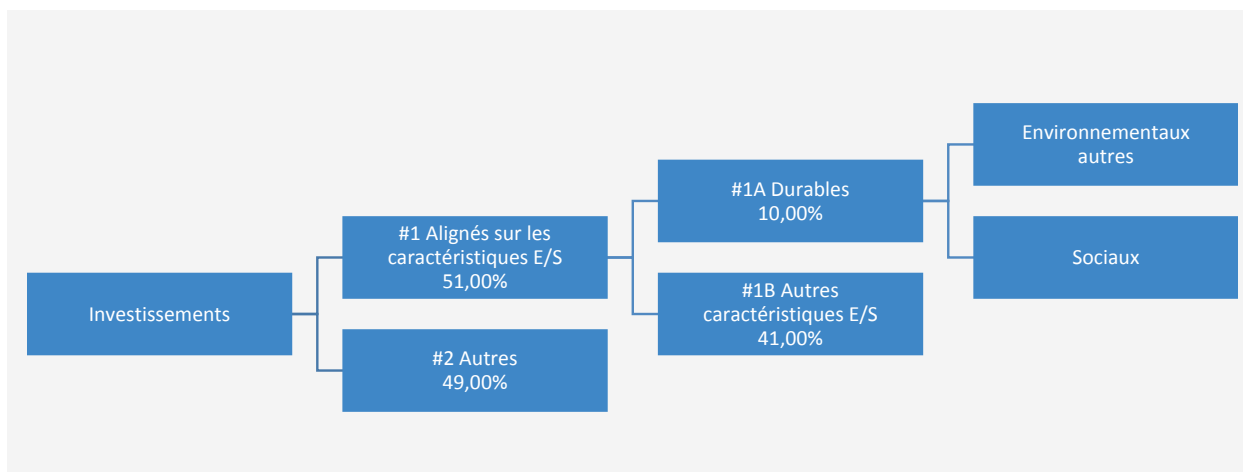 Investissements
#1 Alignés sur les
caractéristiques E/S
51,00%
#2 Autres
49,00%
#1A Durables
10,00%
#1B Autres
caractéristiques E/S
41,00%
Environnementaux
autres
Sociaux